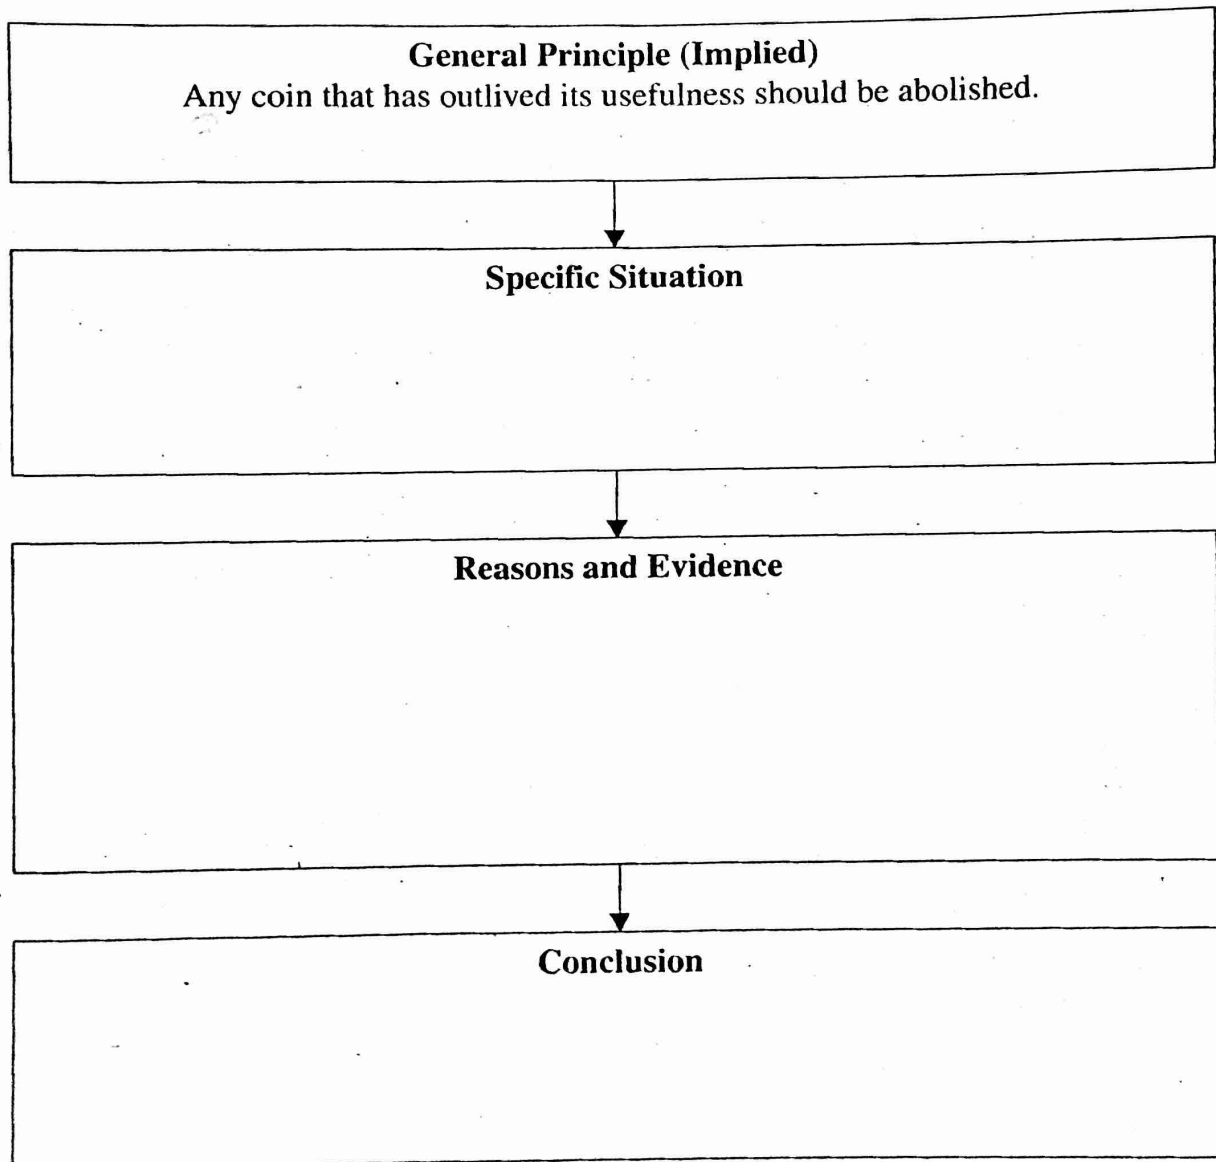 General Principle (Implied)
Any coin that has outlived its usefulness should be abolished.
Specific Situation
Reasons and Evidence
Conclusion